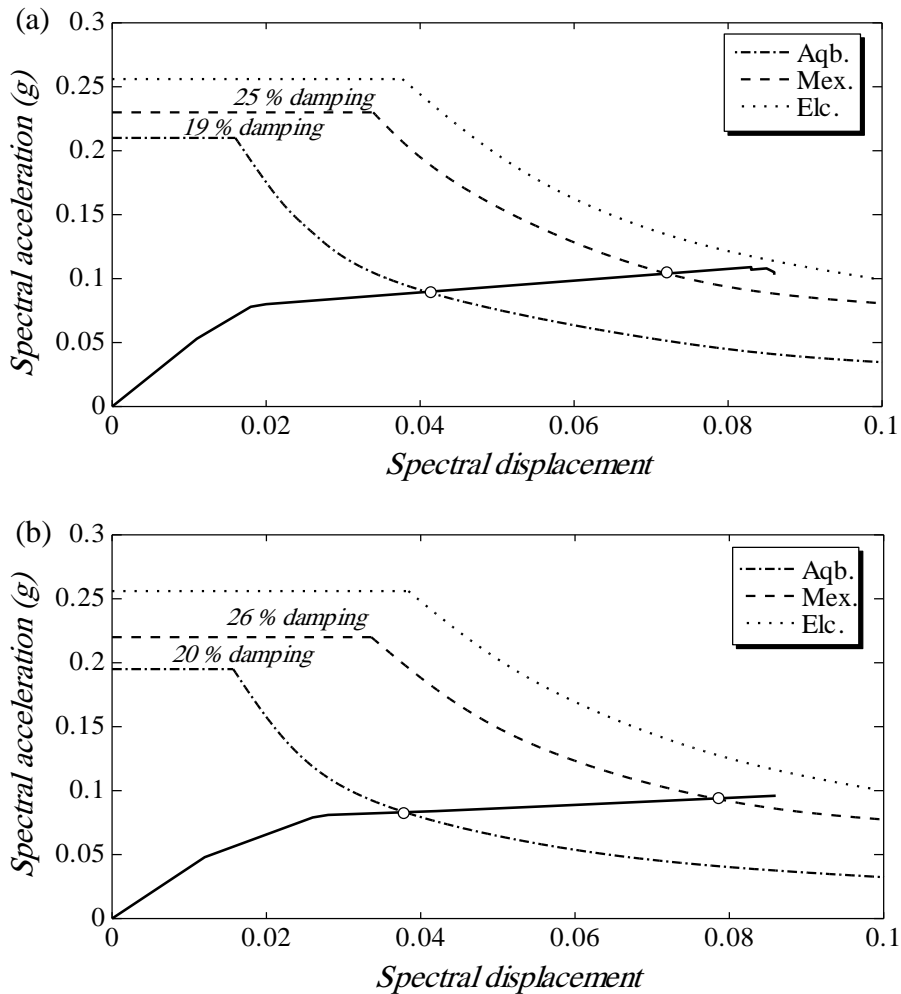 (a)
0.3
0.25
0.2
0.15
0.1
0.05
0
Spectral acceleration (g)
25 % damping
19 % damping
Aqb.
Mex.
Elc.
0
0.02
0.04
0.06
0.08
0.1
Spectral displacement
(b)
0.3
0.25
0.2
0.15
0.1
0.05
0
Spectral acceleration (g)
26 % damping
20 % damping
Aqb.
Mex.
Elc.
0
0.02
0.04
0.06
0.08
0.1
Spectral displacement